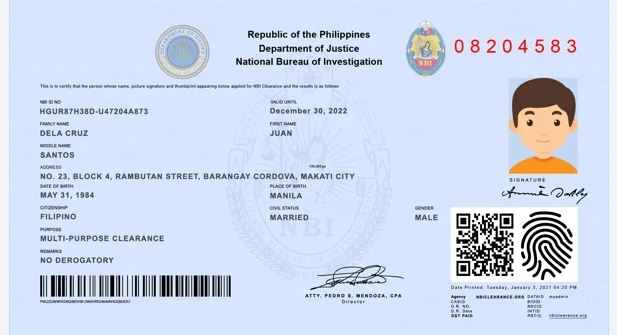 Republic of the Philippines
Department of Justice
National Bureau of Investigation
NBI
08204583
This is to certify that the person whose name, picture signature and thumbprint appearing below applied for NBI Clearance and the results is as follows:
NBI ID NO
VALID UNTIL
HGUR87H38D-U47204A873
December 30, 2022
FAMILY NAME
FIRST NAME
DELA CRUZ
JUAN
MIDDLE NAME
SANTOS
ADDRESS
NO. 23, BLOCK 4, RAMBUTAN STREET, BARANGAY CORDOVA, MAKATI CITY
DATE OF BIRTH
PLACE OF BIRTH
MAY 31, 1984
MANILA
CITIZENSHIP
CIVIL STATUS
GENDER
FILIPINO
MARRIED
MALE
PURPOSE
MULTI-PURPOSE CLEARANCE
REMARKS
NO DEROGATORY
NBI
SIGNATURE
ATTY. PEDRO S. MENDOZA, CPA
Director
Date Printed: Tuesday, January 3, 2021 04:20 PM
Agency NBICLEARANCE.ORG DATAID myadmin
CASIO BIOID
O.R. NO. RECID
O.R. Date INTID
DST PAID PRTIO nbiclearance.org